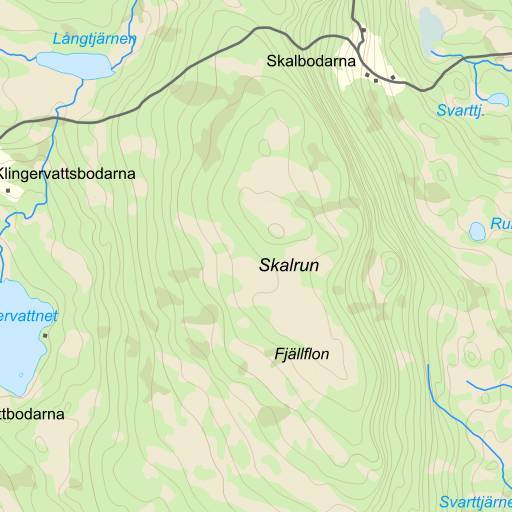 Långtjärnen
Skalbodarna
Svarttj.
Klingervattsbodarna
Skalrun
ervattnet
Fjällflon
ttbodarna
Svarttjärne